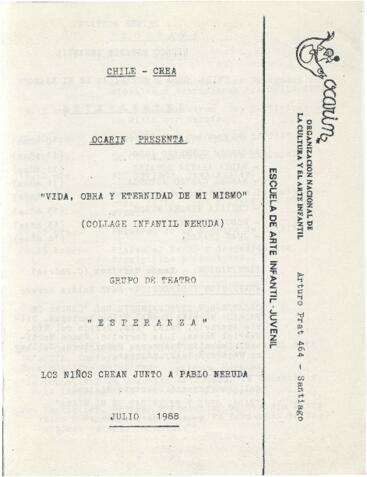 CHILE - CREA
OCARIN PRESENTA
"VIDA, OBRA Y ETERNIDAD DE MI MISMO"
(COLLAGE INFANTIL NERUDA)
GRUPO DE TEATRO
"ESPERANZA"
LOS NIÑOS CREAN JUNTO A PABLO NERUDA
JULIO 1988
ocarin
ORGANIZACION NACIONAL DE
LA CULTURA Y EL ARTE INFANTIL
ESCUELA DE ARTE INFANTIL-JUVENIL
Arturo Prat 464 - Santiago